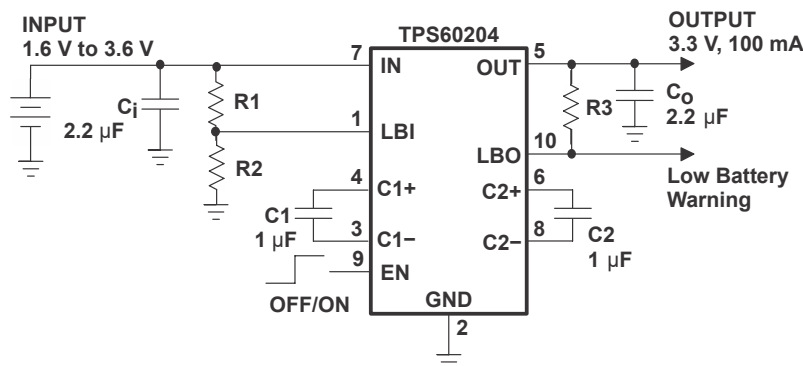 INPUT
1.6 V to 3.6 V
TPS60204
OUTPUT
3.3 V, 100 mA
7
IN
OUT
5
Ci
2.2 µF
R1
R3
Co
2.2 µF
1
LBI
R2
LBO
10
Low Battery
Warning
4
C1+
C2+
6
C1
1 µF
3
C1−
C2−
8
C2
1 µF
9
EN
OFF/ON
GND
2